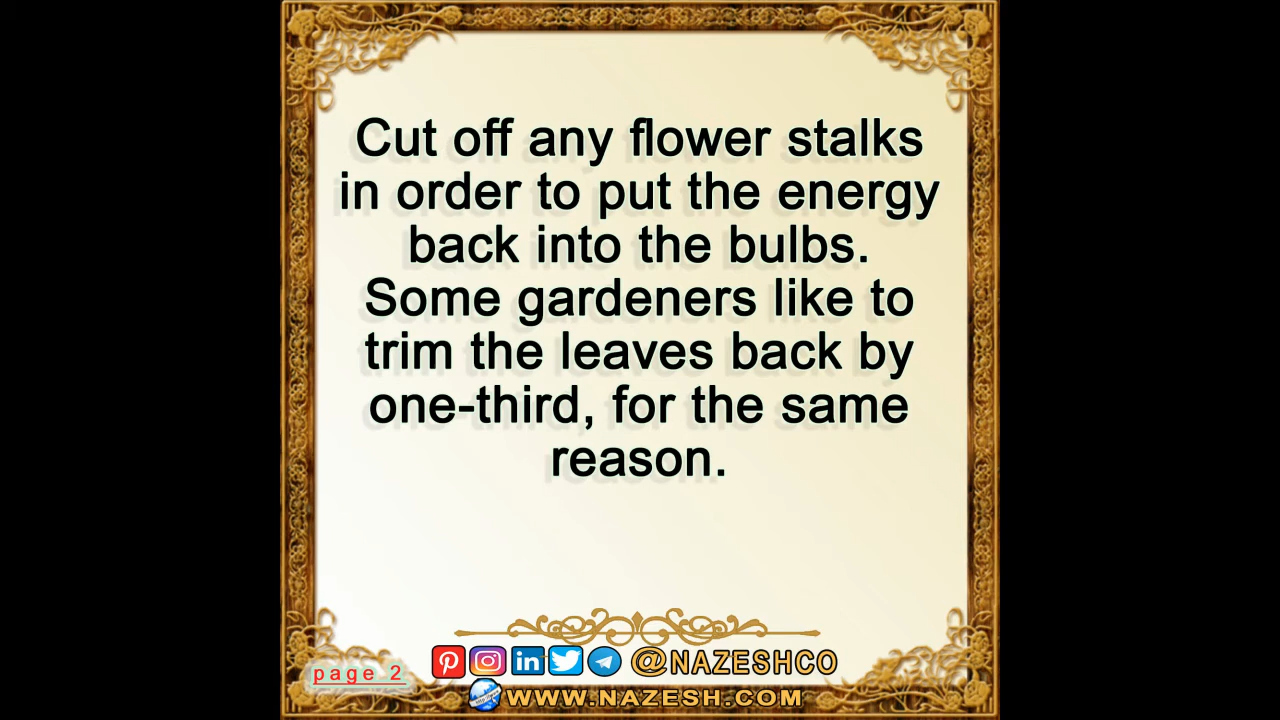 Cut off any flower stalks
in order to put the energy
back into the bulbs.
Some gardeners like to
trim the leaves back by
one-third, for the same
reason.
@NAZESHCO
page 2
WWW.NAZESH.COM